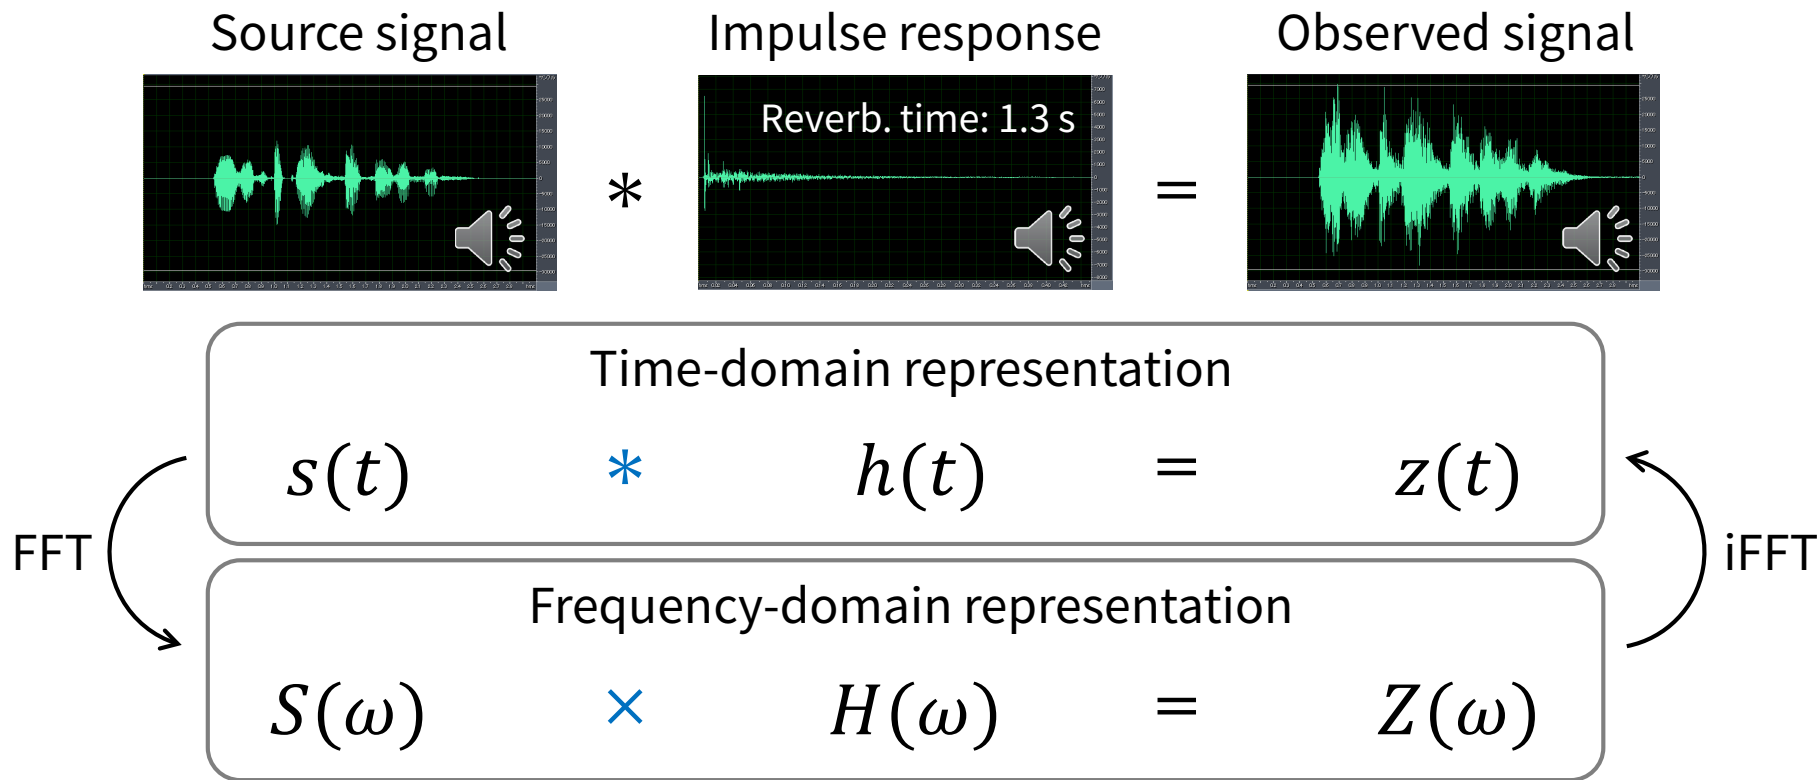 Source signal
Impulse response
Observed signal
Reverb. time: 1.3 s
*
=
Time-domain representation
s(t) * h(t) = z(t)
FFT
iFFT
Frequency-domain representation
S(ω) × H(ω) = Z(ω)